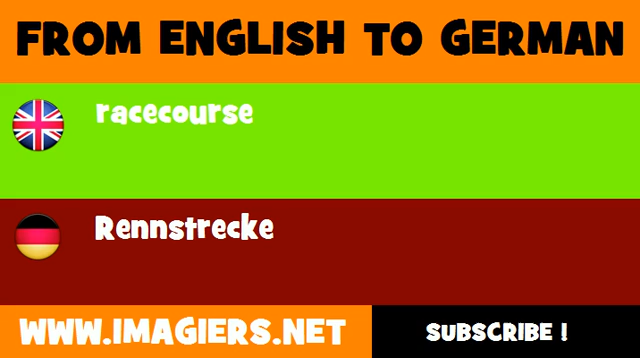 FROM ENGLISH TO GERMAN
racecourse
Rennstrecke
WWW.IMAGIERS.NET
SUBSCRIBE !